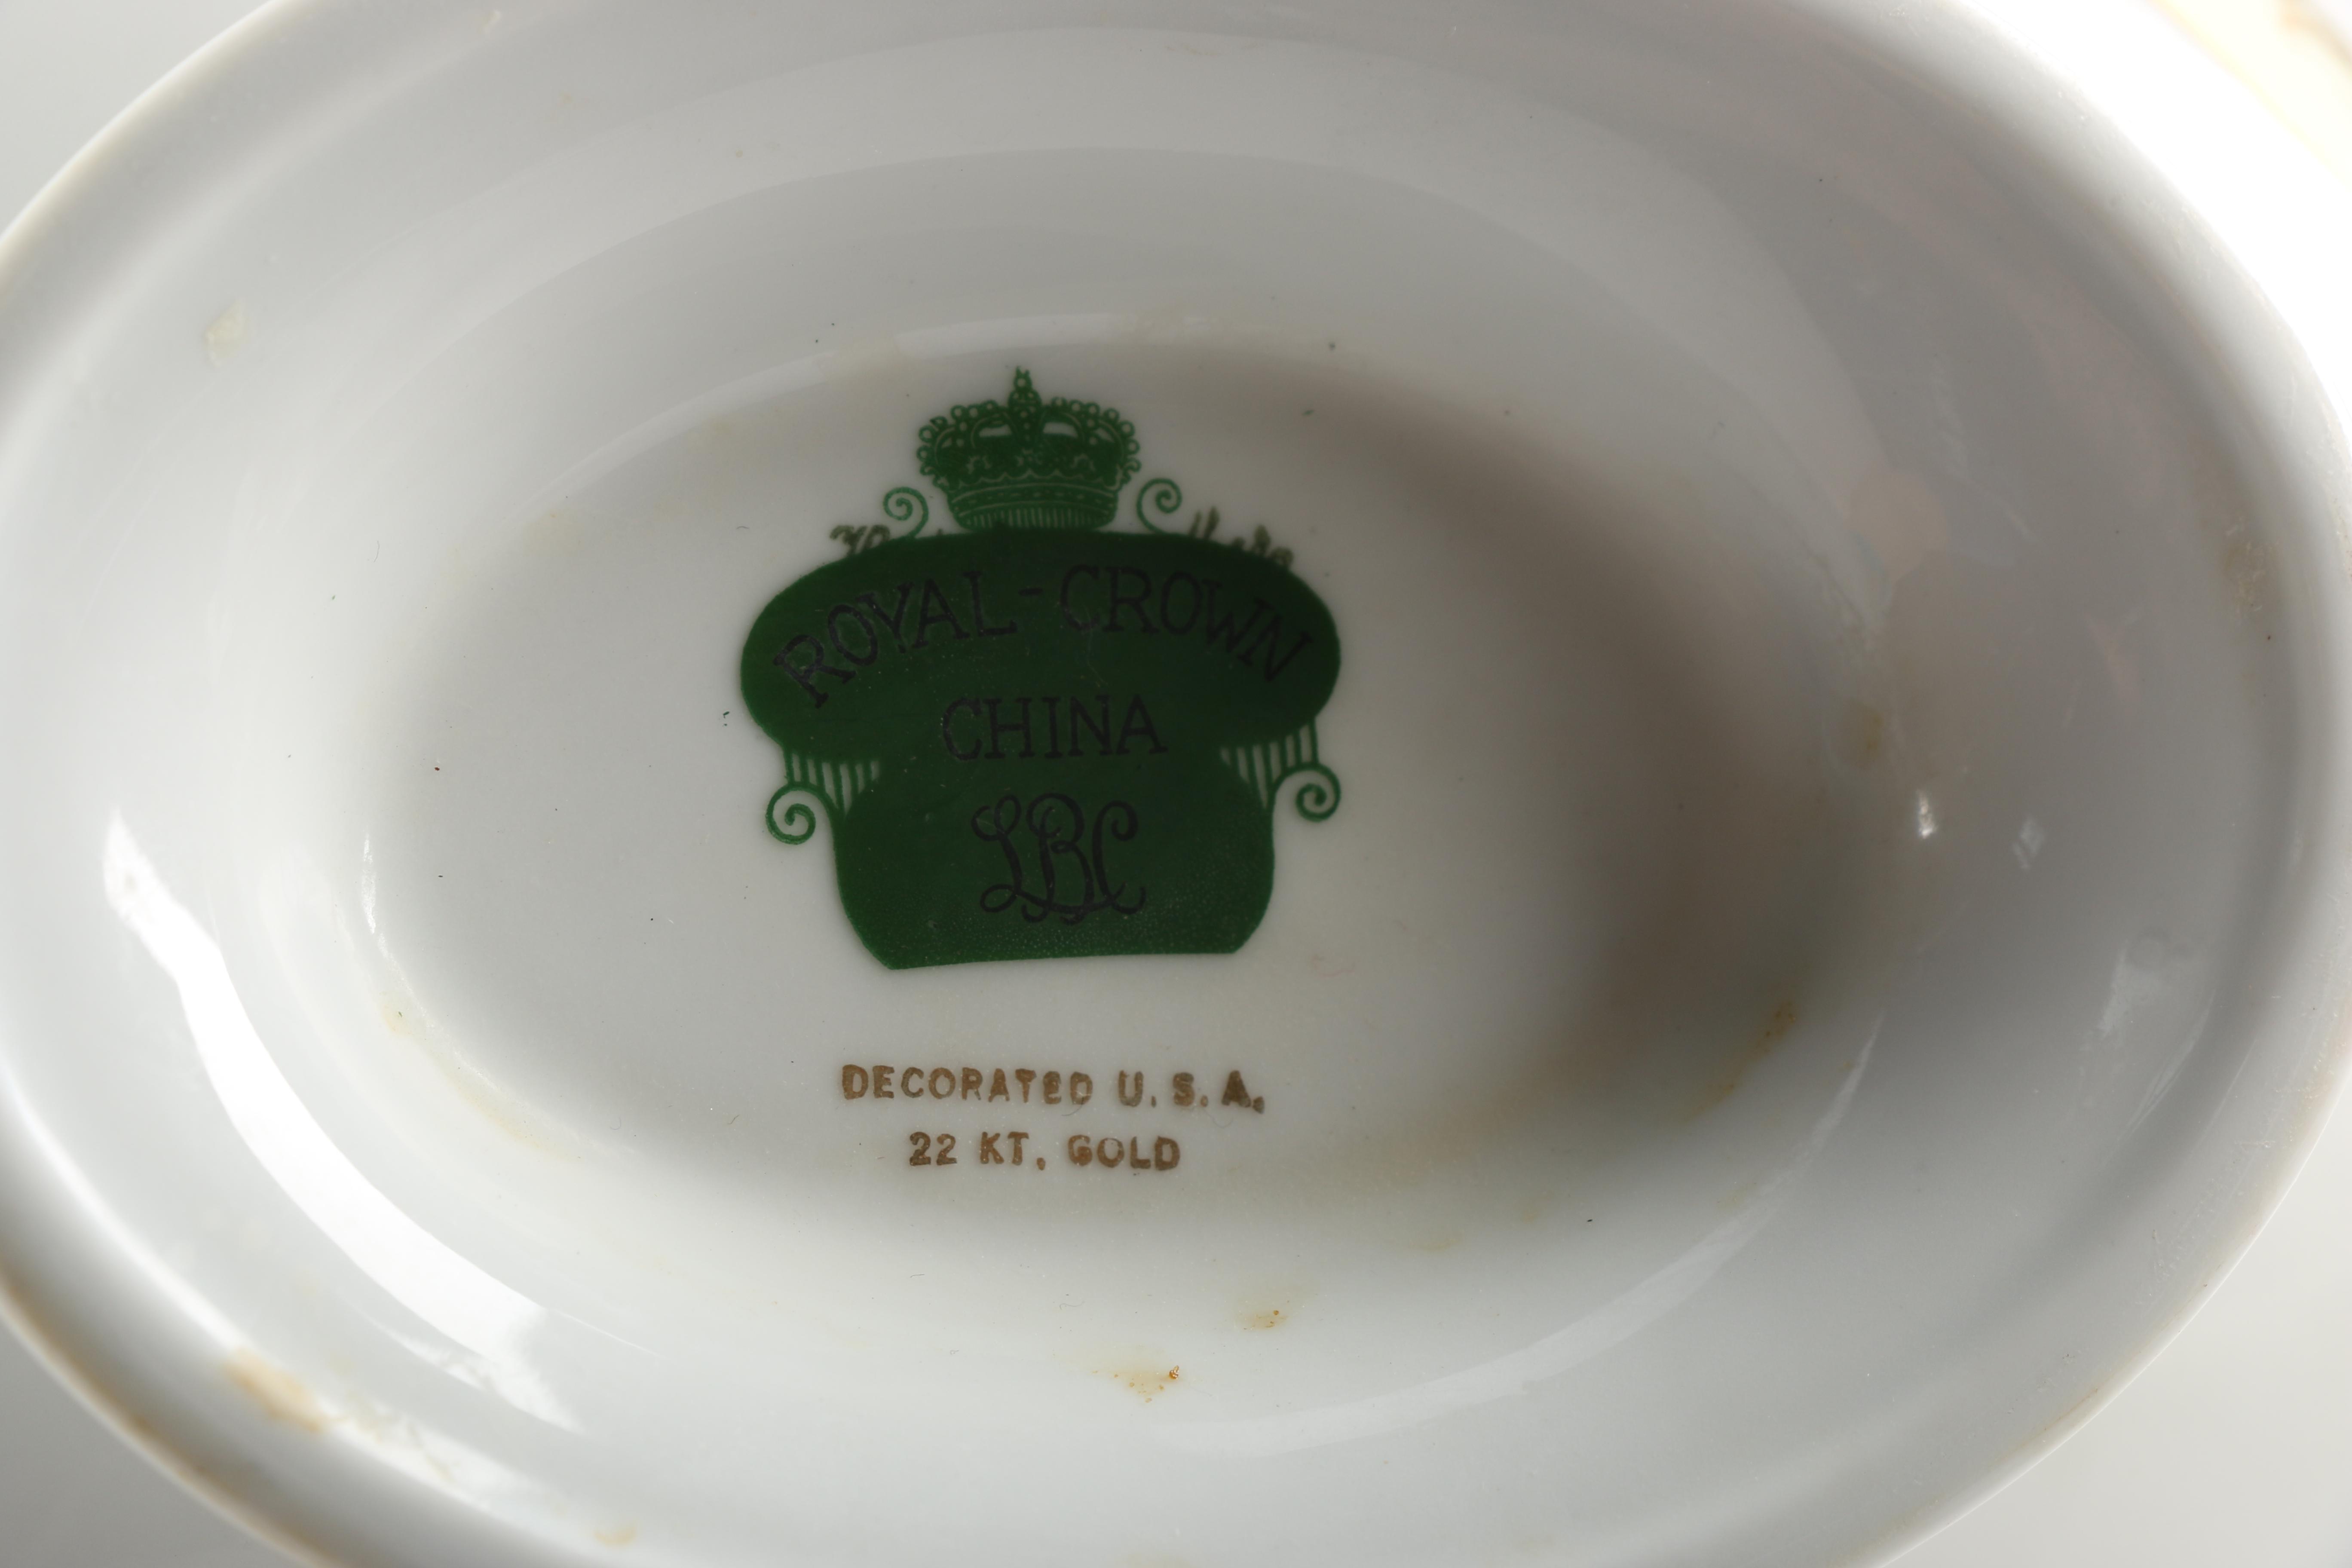 ROYAL-CROWN
CHINA
LBC
DECORATED U.S.A.
22 KT. GOLD